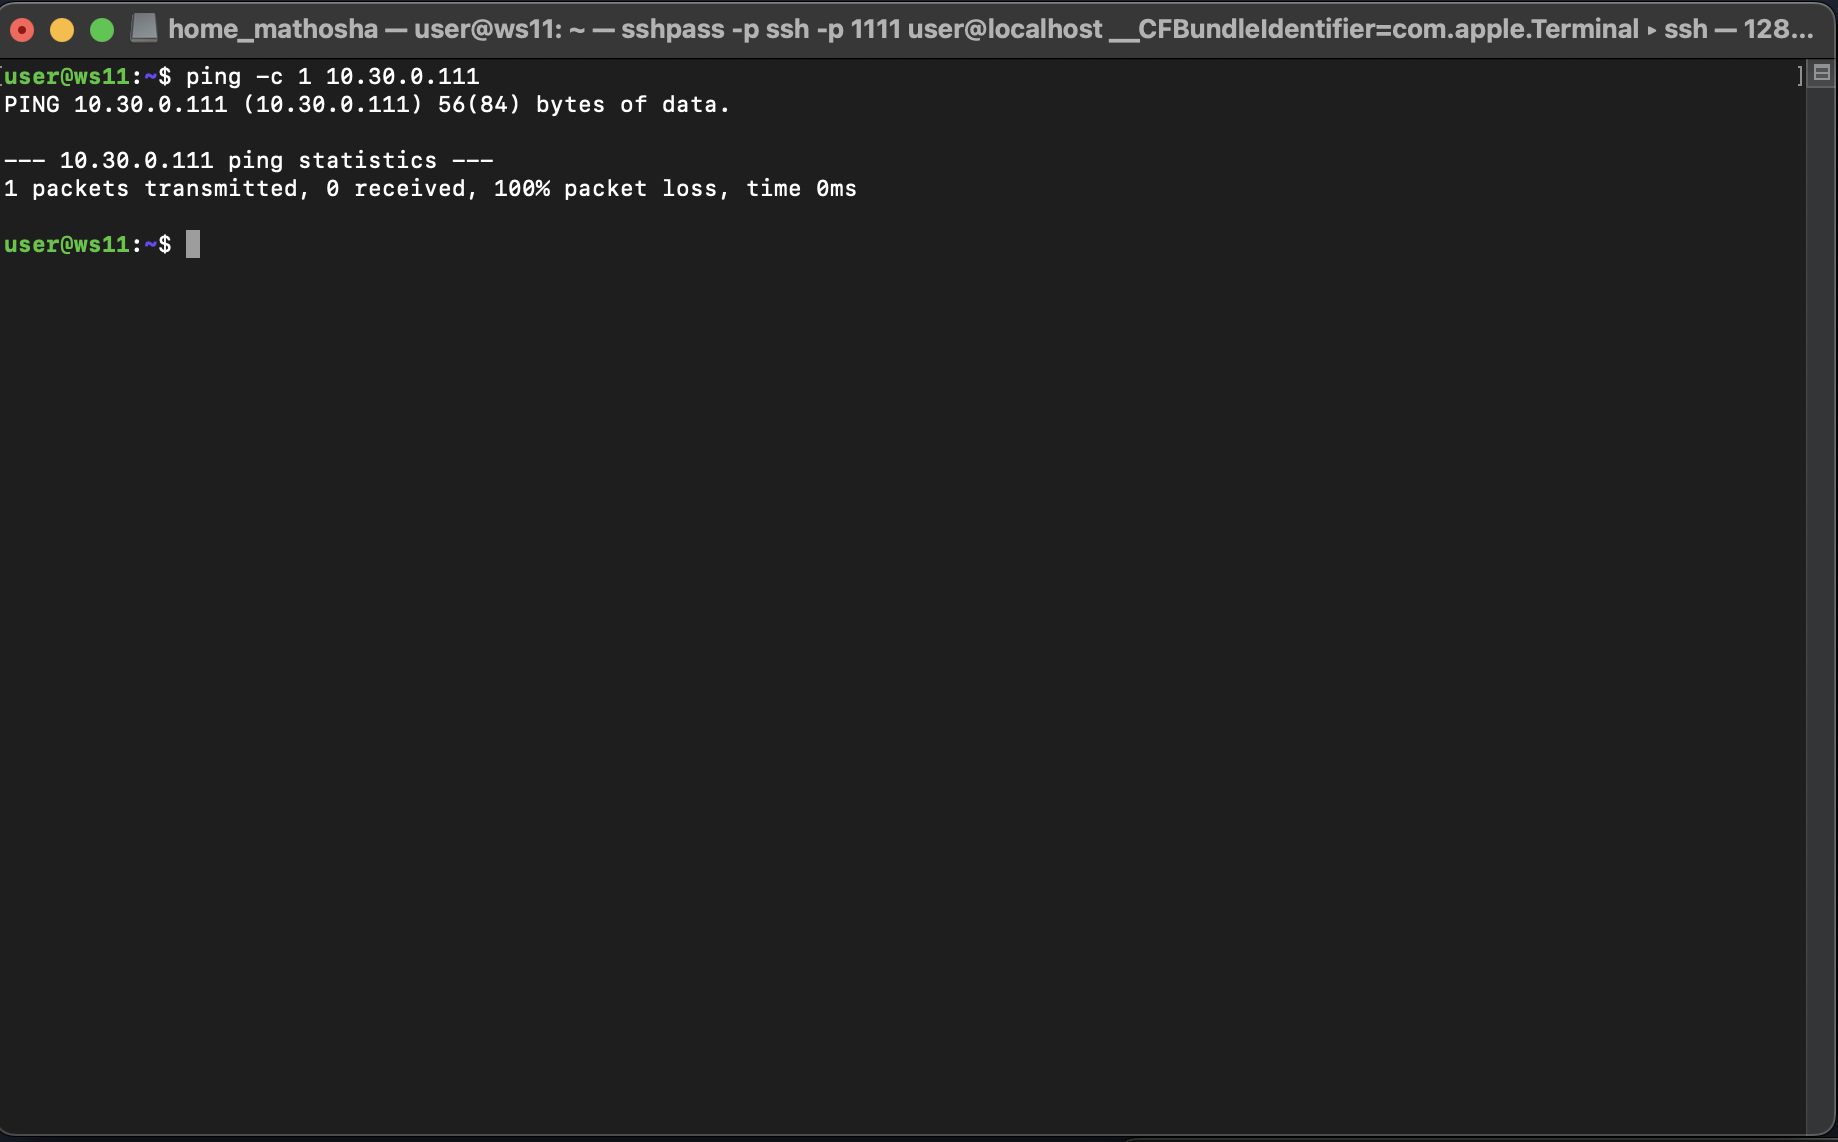 home_mathosha — user@ws11: ~ — sshpass -p ssh -p 1111 user@localhost __CFBundleIdentifier=com.apple.Terminal ▸ ssh — 128...
[user@ws11:~$ ping -c 1 10.30.0.111 ]
PING 10.30.0.111 (10.30.0.111) 56(84) bytes of data.
--- 10.30.0.111 ping statistics ---
1 packets transmitted, 0 received, 100% packet loss, time 0ms
user@ws11:~$